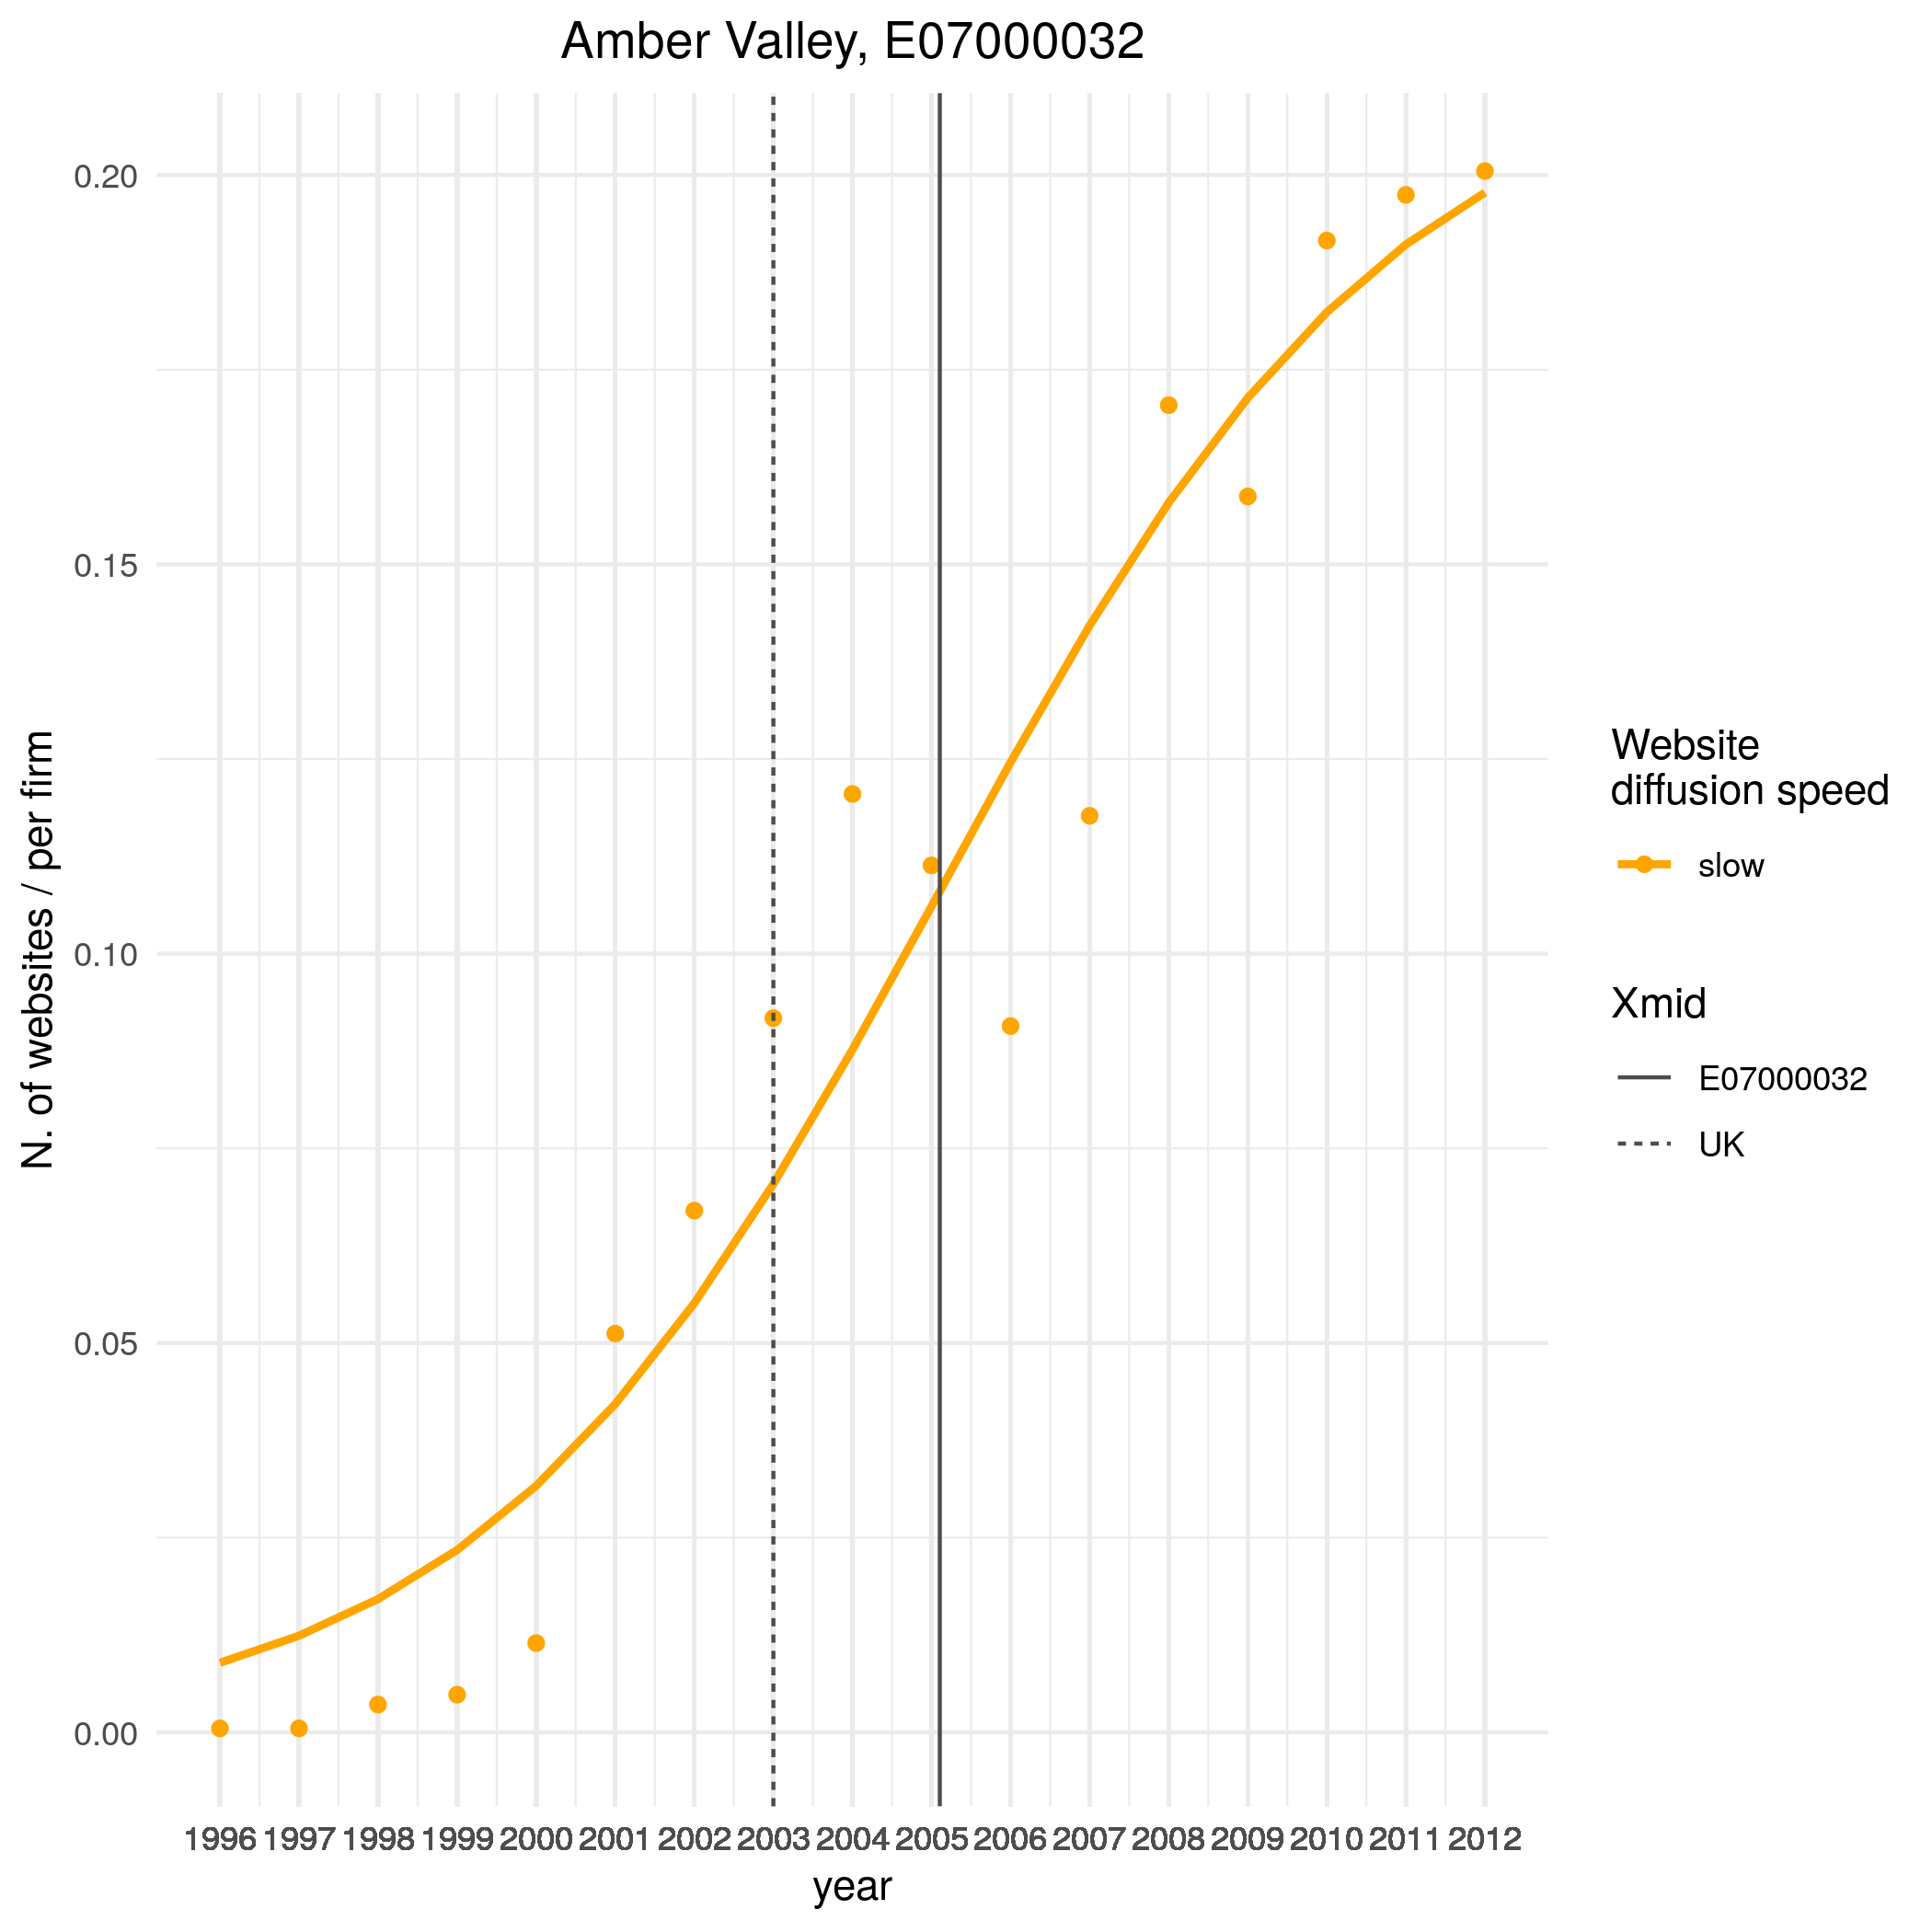 Amber Valley, E07000032
N. of websites / per firm
0.20
0.15
0.10
0.05
0.00
1996 1997 1998 1999 2000 2001 2002 2003 2004 2005 2006 2007 2008 2009 2010 2011 2012
year
Website
diffusion speed
slow
Xmid
E07000032
UK